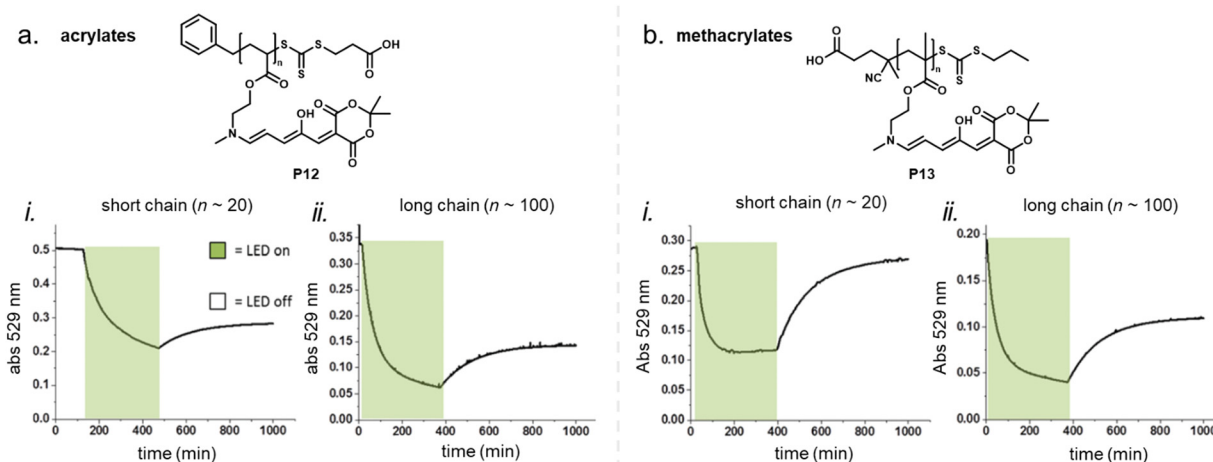 a. acrylates
S S OH
n
S O
O
O
OH O O
N O
O
P12
i. short chain (n ~ 20)
abs 529 nm
0.5
0.4
0.3
0.2
0.1
0.0
= LED on
= LED off
0 200 400 600 800 1000
time (min)
ii. long chain (n ~ 100)
abs 529 nm
0.35
0.30
0.25
0.20
0.15
0.10
0.05
0.00
0 200 400 600 800 1000
time (min)
b. methacrylates
O
HO
NC
n
S S
S
O
O
O
OH O O
N O
O
P13
i. short chain (n ~ 20)
Abs 529 nm
0.30
0.25
0.20
0.15
0.10
0.05
0.00
0 200 400 600 800 1000
time (min)
ii. long chain (n ~ 100)
Abs 529 nm
0.20
0.15
0.10
0.05
0.00
0 200 400 600 800 1000
time (min)